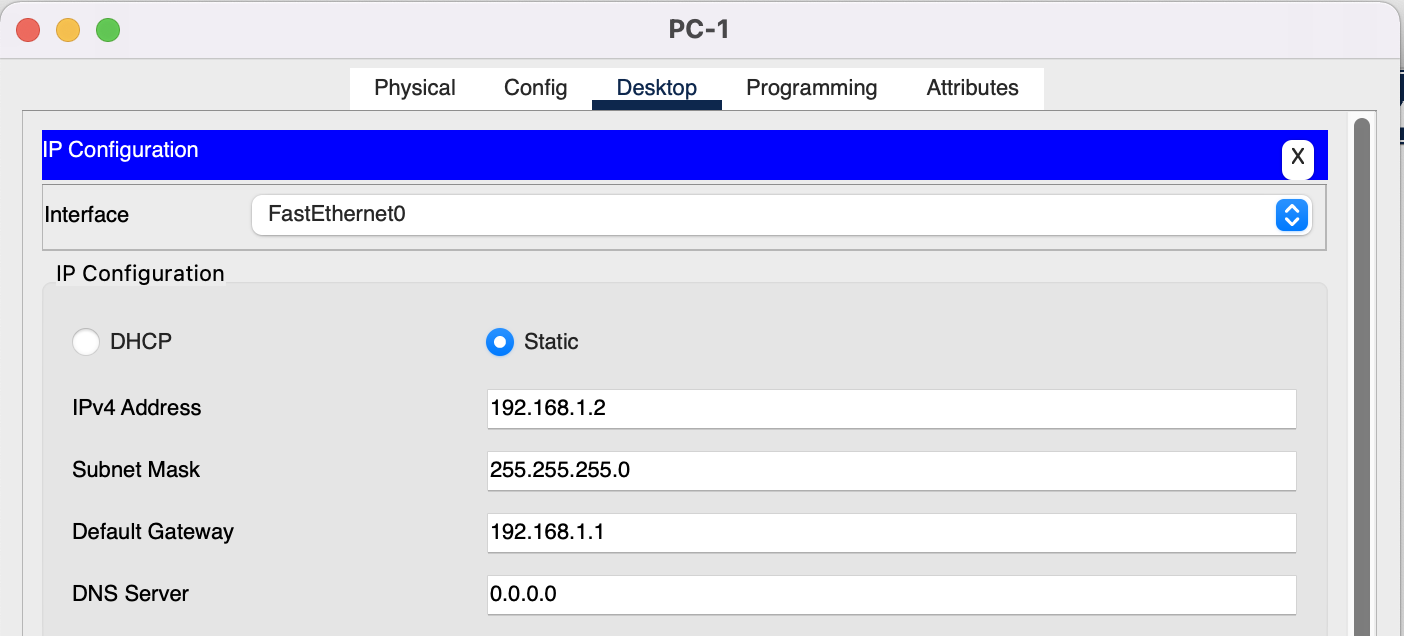 PC-1
Physical Config Desktop Programming Attributes
IP Configuration X
Interface FastEthernet0
IP Configuration
DHCP Static
IPv4 Address 192.168.1.2
Subnet Mask 255.255.255.0
Default Gateway 192.168.1.1
DNS Server 0.0.0.0